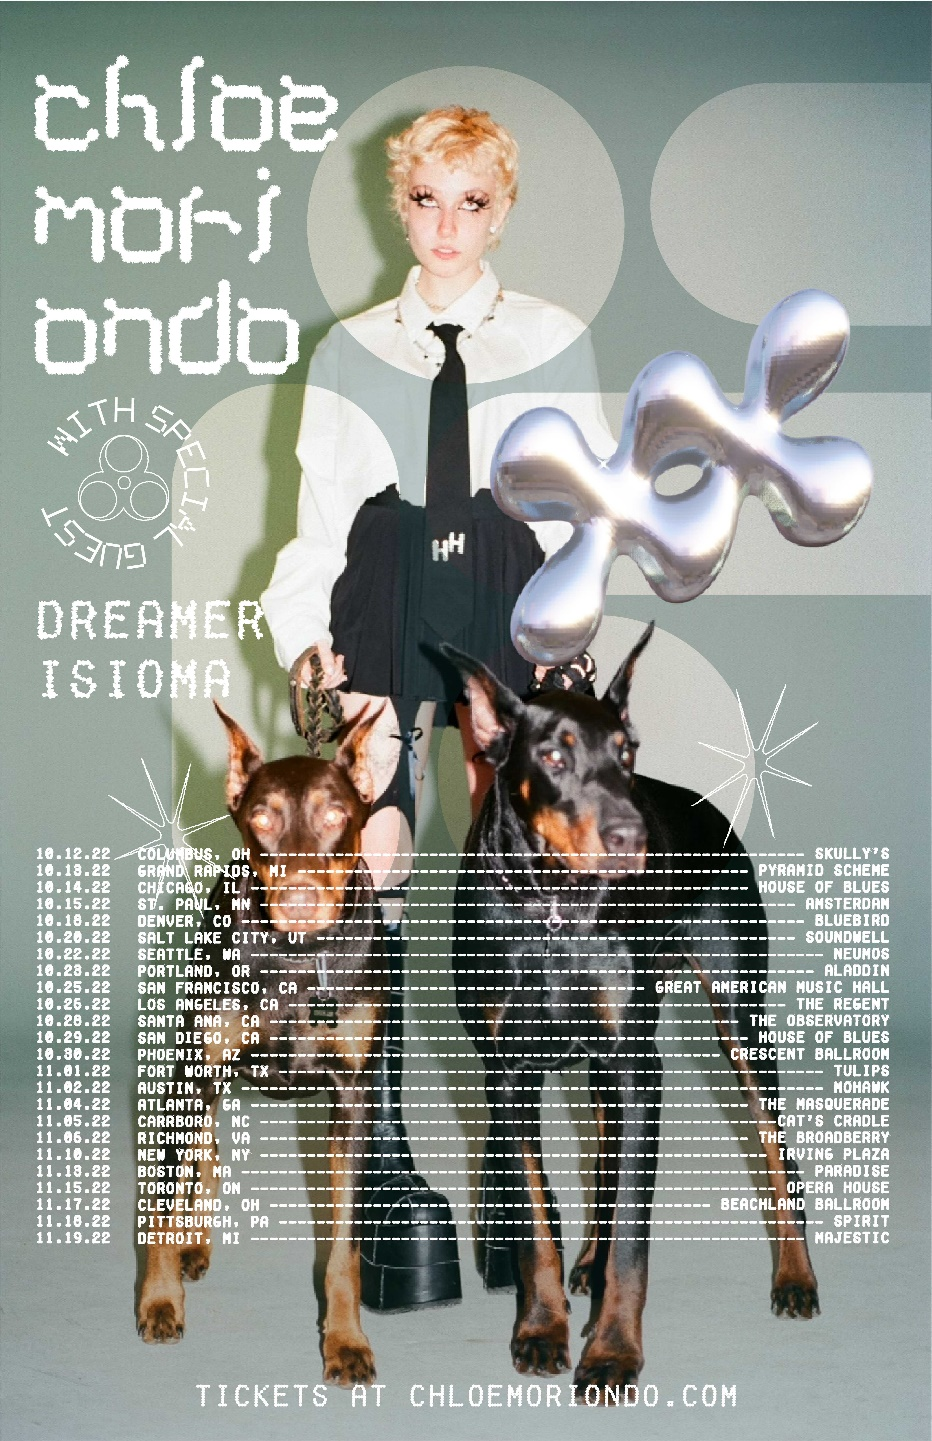 chloe
mori
ondo
WITH SPECIAL GUEST
DREAMER
ISIOMA
HH
10.12.22 COLUMBUS, OH SKULLY'S
10.13.22 GRAND RAPIDS, MI PYRAMID SCHEME
10.14.22 CHICAGO, IL HOUSE OF BLUES
10.15.22 ST. PAUL, MN AMSTERDAM
10.18.22 DENVER, CO BLUEBIRD
10.20.22 SALT LAKE CITY, UT SOUNDWELL
10.22.22 SEATTLE, WA NEUMOS
10.23.22 PORTLAND, OR ALADDIN
10.25.22 SAN FRANCISCO, CA GREAT AMERICAN MUSIC HALL
10.26.22 LOS ANGELES, CA THE REGENT
10.28.22 SANTA ANA, CA THE OBSERVATORY
10.29.22 SAN DIEGO, CA HOUSE OF BLUES
10.30.22 PHOENIX, AZ CRESCENT BALLROOM
11.01.22 FORT WORTH, TX TULIPS
11.02.22 AUSTIN, TX MOHAWK
11.04.22 ATLANTA, GA THE MASQUERADE
11.05.22 CARRBORO, NC CAT'S CRADLE
11.06.22 RICHMOND, VA THE BROADBERRY
11.10.22 NEW YORK, NY IRVING PLAZA
11.13.22 BOSTON, MA PARADISE
11.15.22 TORONTO, ON OPERA HOUSE
11.17.22 CLEVELAND, OH BEACHLAND BALLROOM
11.18.22 PITTSBURGH, PA SPIRIT
11.19.22 DETROIT, MI MAJESTIC
TICKETS AT CHLOEMORIONDO.COM